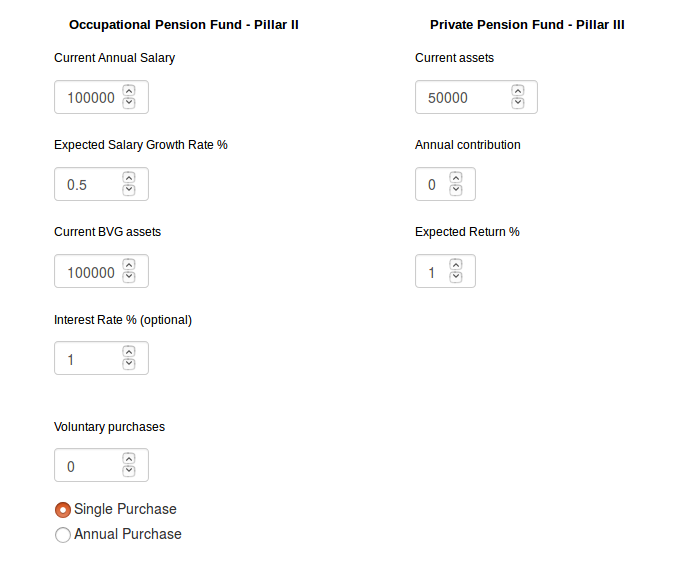 Occupational Pension Fund - Pillar II
Current Annual Salary
100000
Expected Salary Growth Rate %
0.5
Current BVG assets
100000
Interest Rate % (optional)
1
Voluntary purchases
0
Single Purchase
Annual Purchase
Private Pension Fund - Pillar III
Current assets
50000
Annual contribution
0
Expected Return %
1